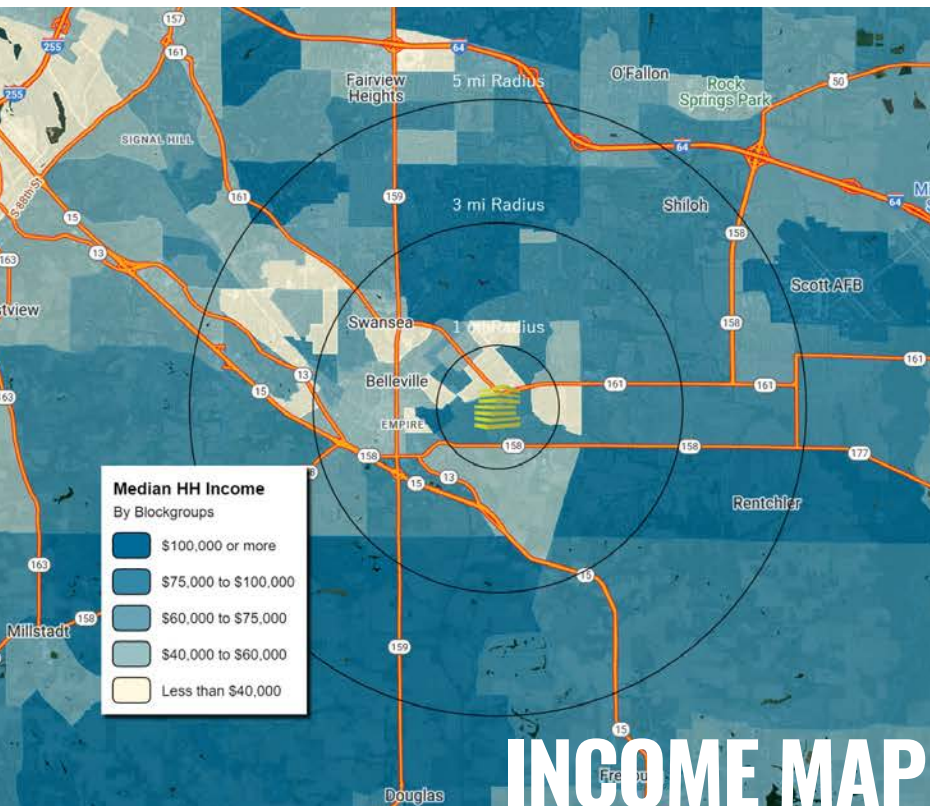 157
255
161
64
Fairview
Heights
5 mi Radius
O'Fallon
Rock
Springs Park
50
255
SIGNAL HILL
64
S 88th St
161
159
3 mi Radius
Shiloh
64
15
158
13
163
Scott AFB
Swansea
1 mi Radius
158
161
13
Belleville
161
161
15
63
EMPIRE
158
158
158
177
15
13
Median HH Income
By Blockgroups
$100,000 or more
$75,000 to $100,000
$60,000 to $75,000
$40,000 to $60,000
Less than $40,000
Rentchler
163
15
158
Millstadt
159
15
INCOME MAP
Douglas